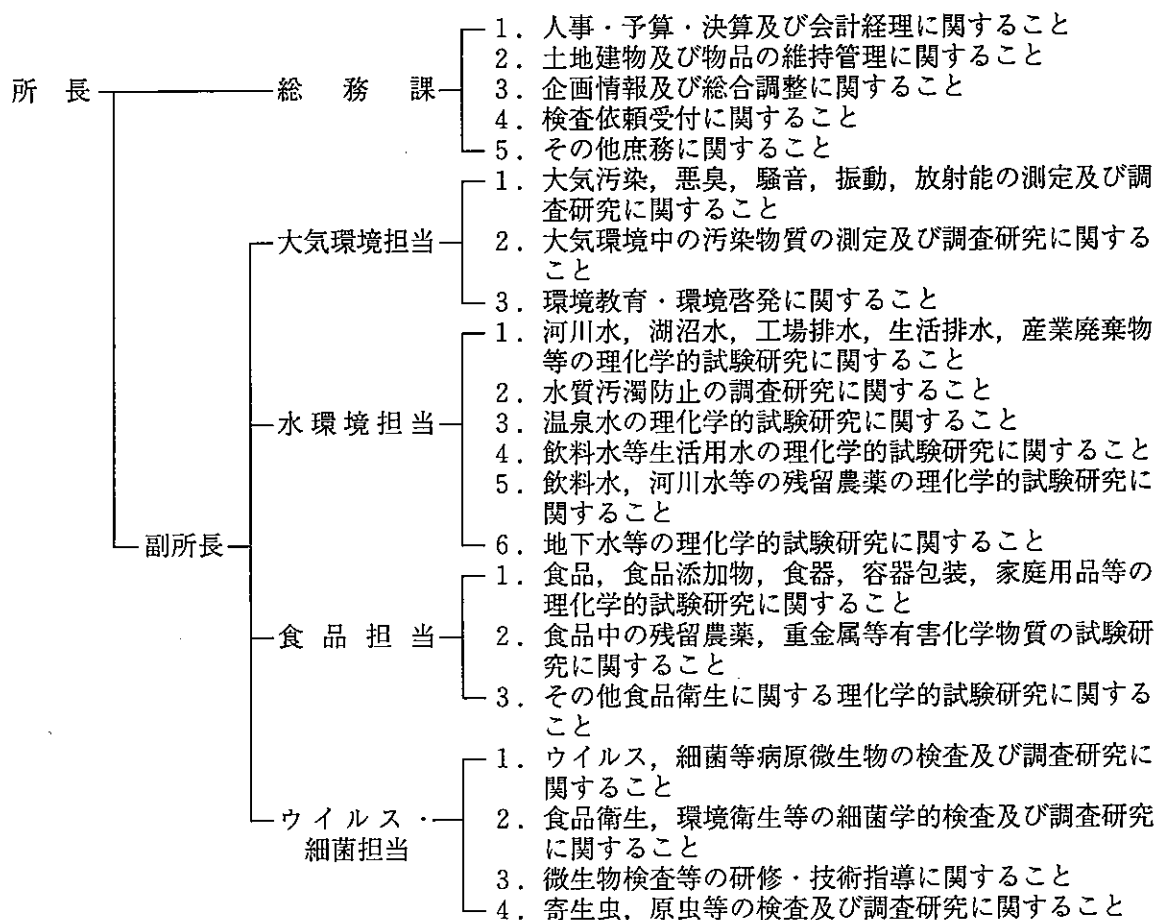 所長
総務課
1．人事・予算・決算及び会計経理に関すること
2．土地建物及び物品の維持管理に関すること
3．企画情報及び総合調整に関すること
4．検査依頼受付に関すること
5．その他庶務に関すること
副所長
大気環境担当
1．大気汚染，悪臭，騒音，振動，放射能の測定及び調
査研究に関すること
2．大気環境中の汚染物質の測定及び調査研究に関する
こと
3．環境教育・環境啓発に関すること
水環境担当
1．河川水，湖沼水，工場排水，生活排水，産業廃棄物
等の理化学的試験研究に関すること
2．水質汚濁防止の調査研究に関すること
3．温泉水の理化学的試験研究に関すること
4．飲料水等生活用水の理化学的試験研究に関すること
5．飲料水，河川水等の残留農薬の理化学的試験研究に
関すること
6．地下水等の理化学的試験研究に関すること
食品担当
1．食品，食品添加物，食器，容器包装，家庭用品等の
理化学的試験研究に関すること
2．食品中の残留農薬，重金属等有害化学物質の試験研
究に関すること
3．その他食品衛生に関する理化学的試験研究に関する
こと
ウイルス・
細菌担当
1．ウイルス，細菌等病原微生物の検査及び調査研究に
関すること
2．食品衛生，環境衛生等の細菌学的検査及び調査研究
に関すること
3．微生物検査等の研修・技術指導に関すること
4．寄生虫，原虫等の検査及び調査研究に関すること